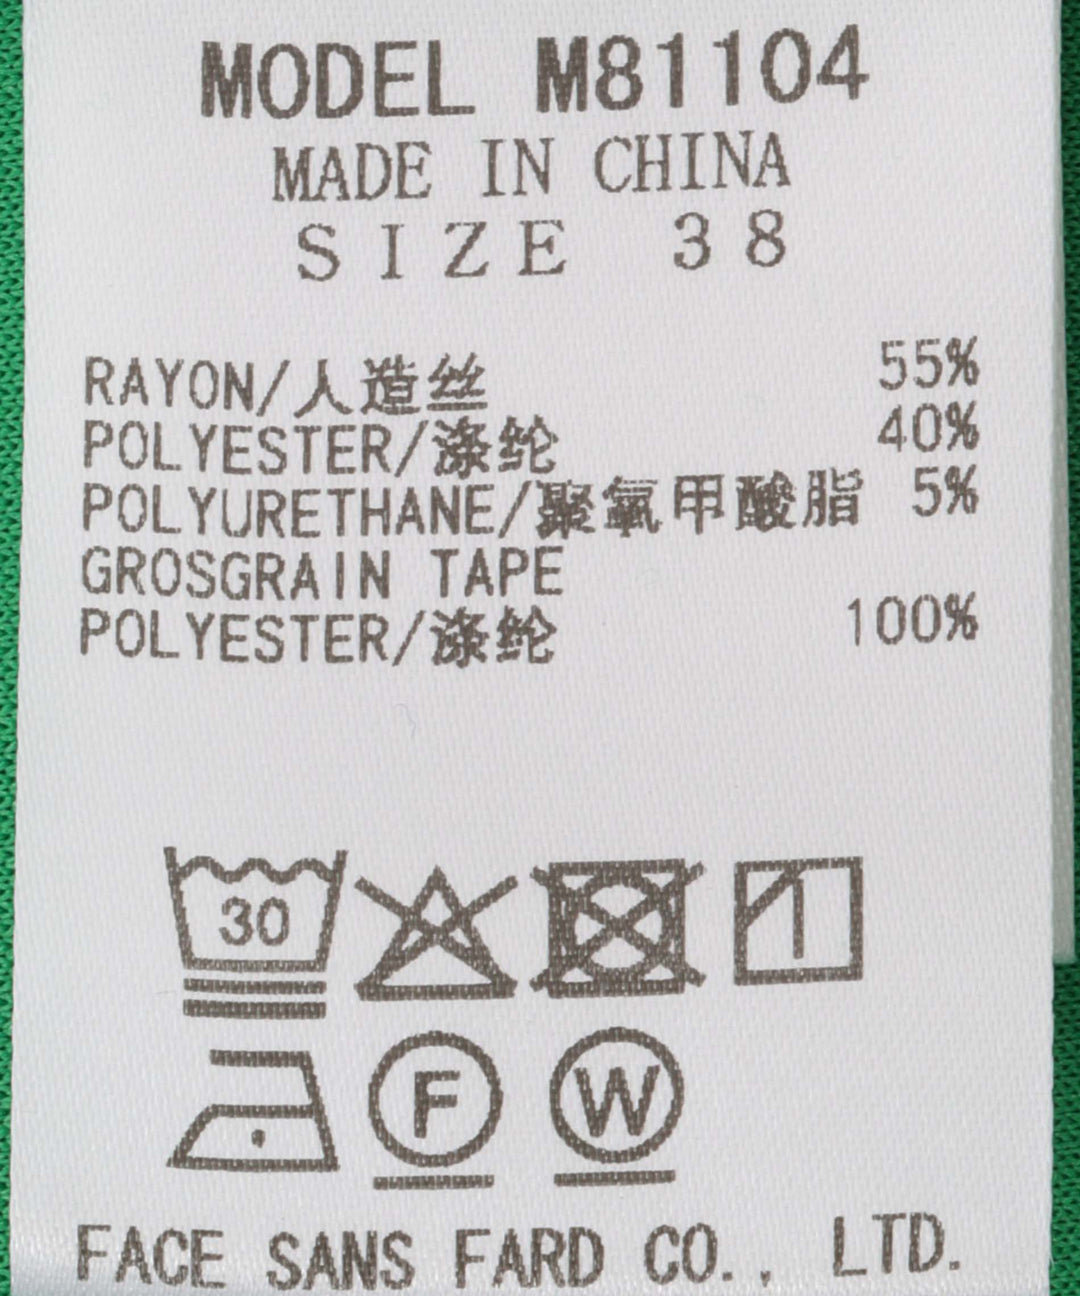 MODEL M81104
MADE IN CHINA
SIZE 38
RAYON/人造丝 55%
POLYESTER/涤纶 40%
POLYURETHANE/聚氧甲酸脂 5%
GROSGRAIN TAPE
POLYESTER/涤纶 100%
30
F W
FACE SANS FARD CO., LTD.